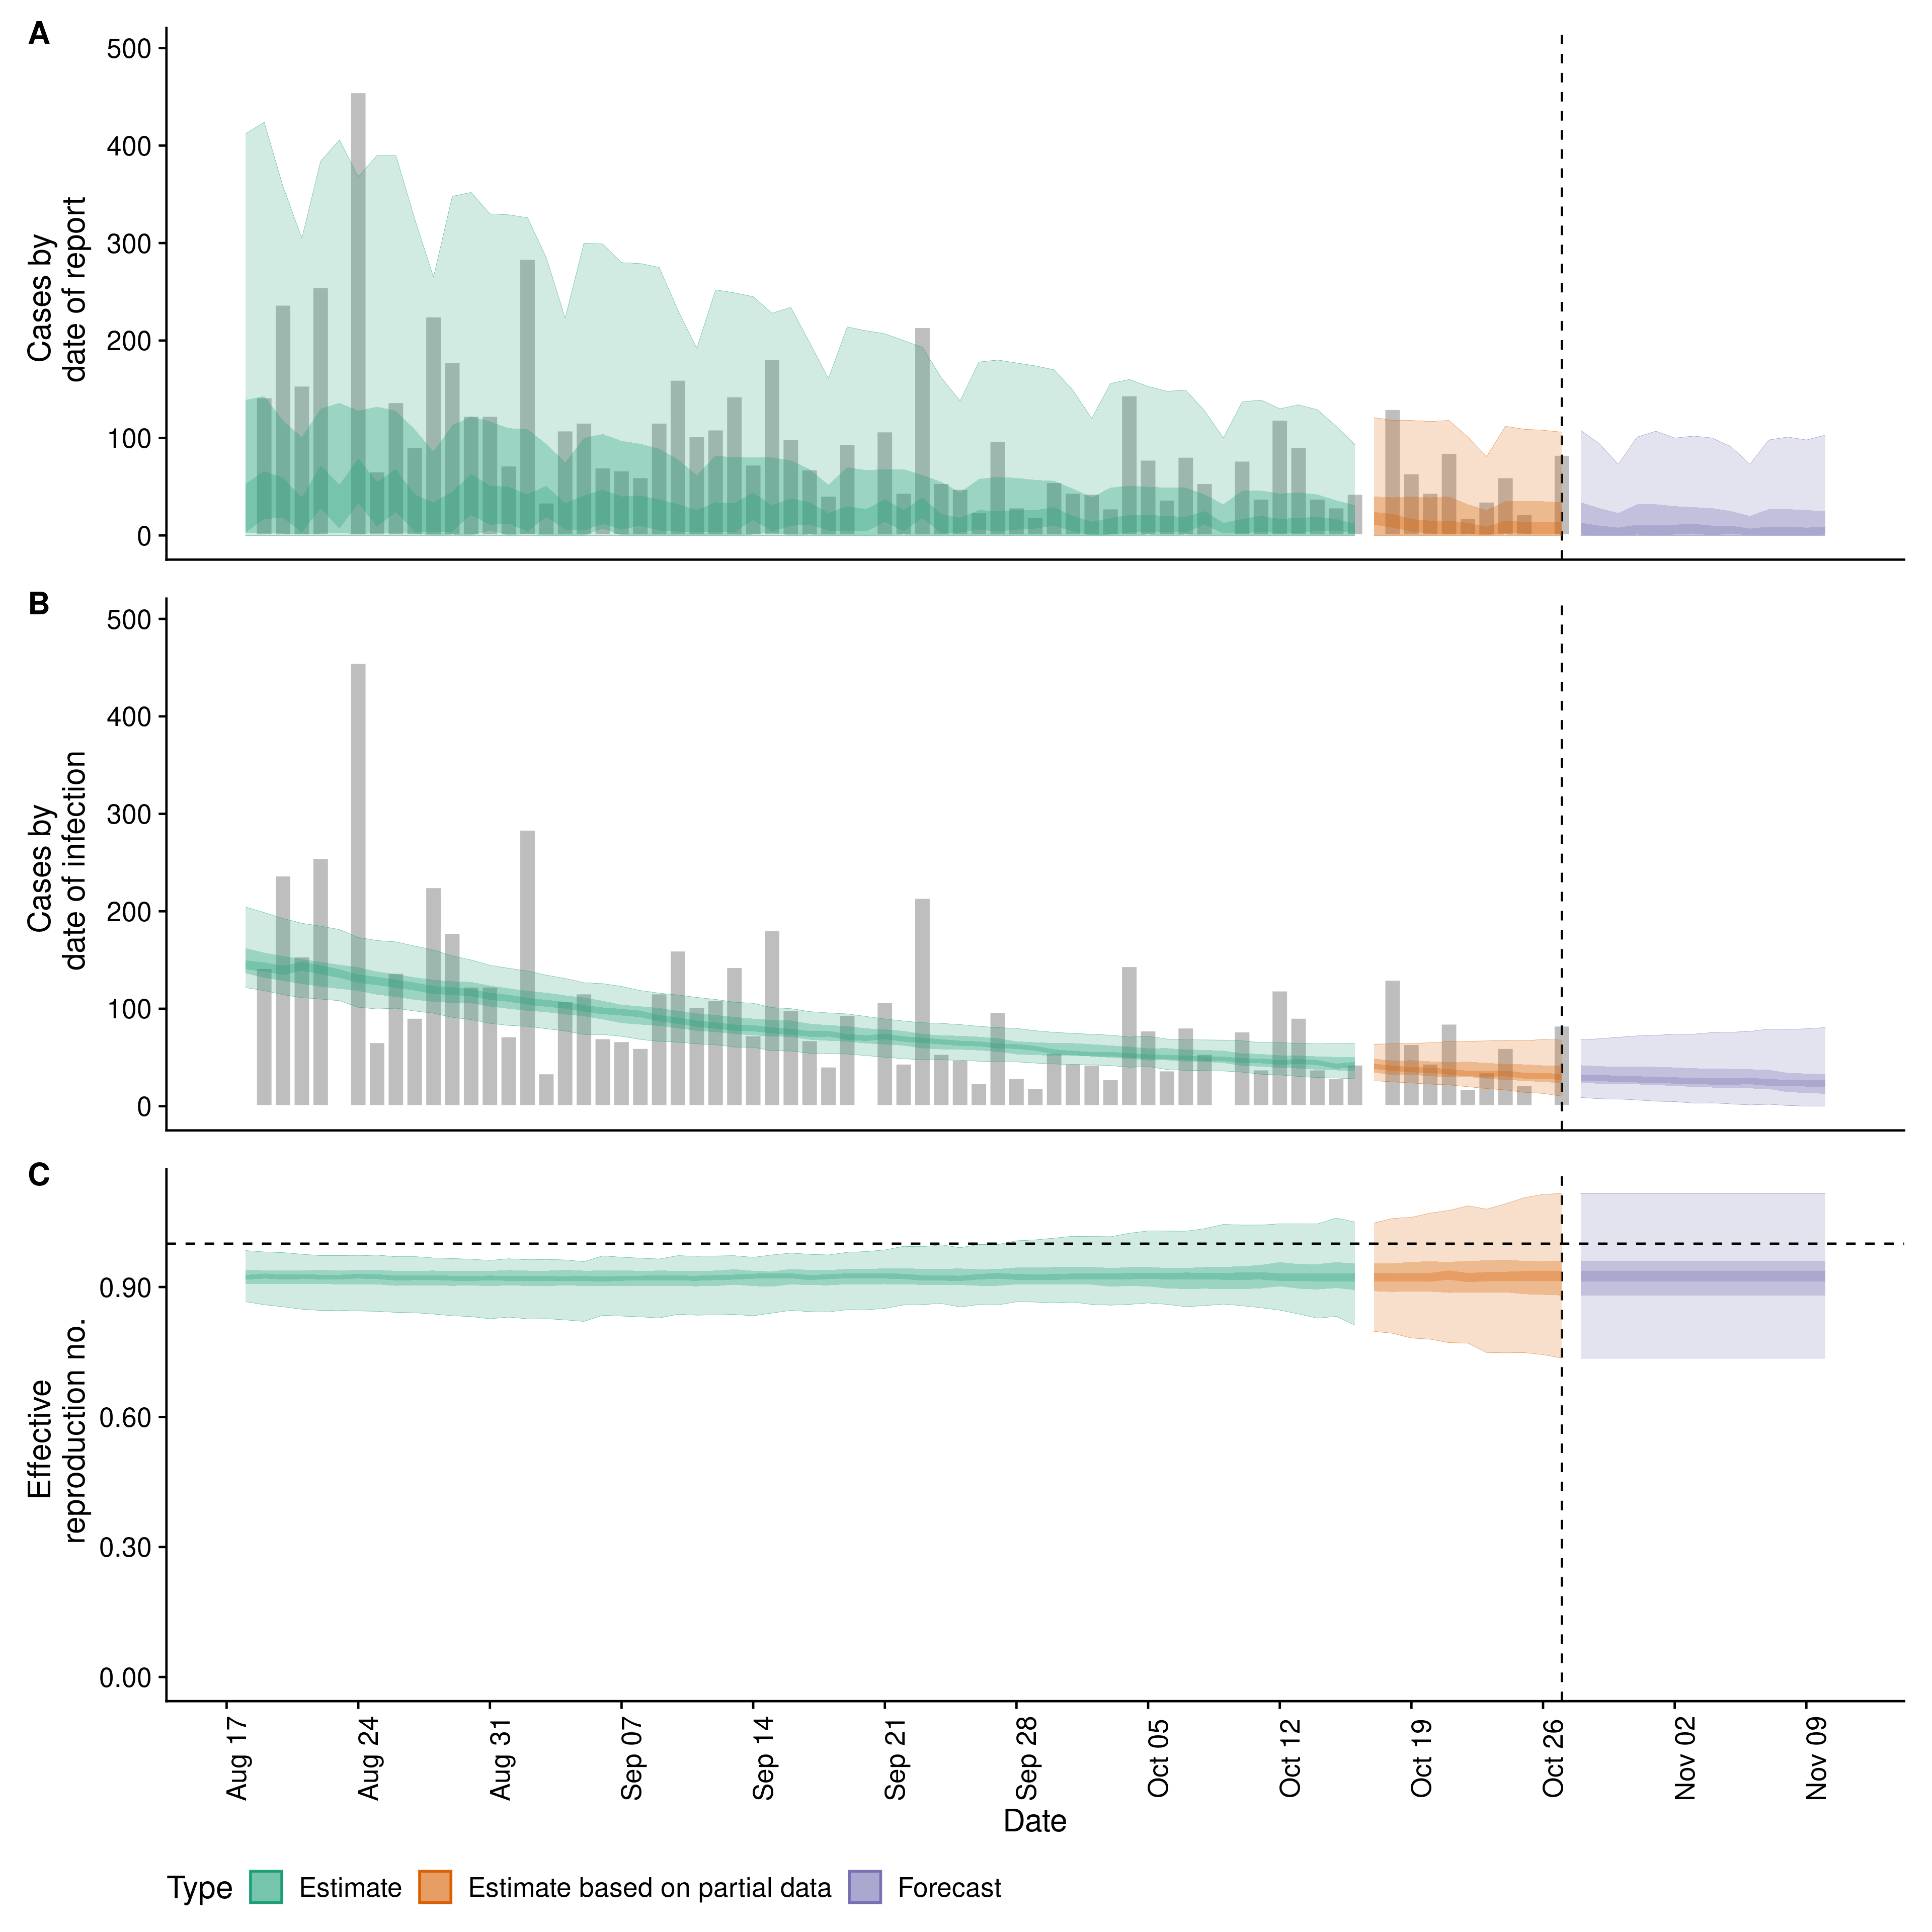 A
500
400
300
200
100
0
Cases by
date of report
B
500
400
300
200
100
0
Cases by
date of infection
C
0.90
0.60
0.30
0.00
Effective
reproduction no.
Aug 17
Aug 24
Aug 31
Sep 07
Sep 14
Sep 21
Sep 28
Oct 05
Oct 12
Oct 19
Oct 26
Nov 02
Nov 09
Date
Type Estimate Estimate based on partial data Forecast